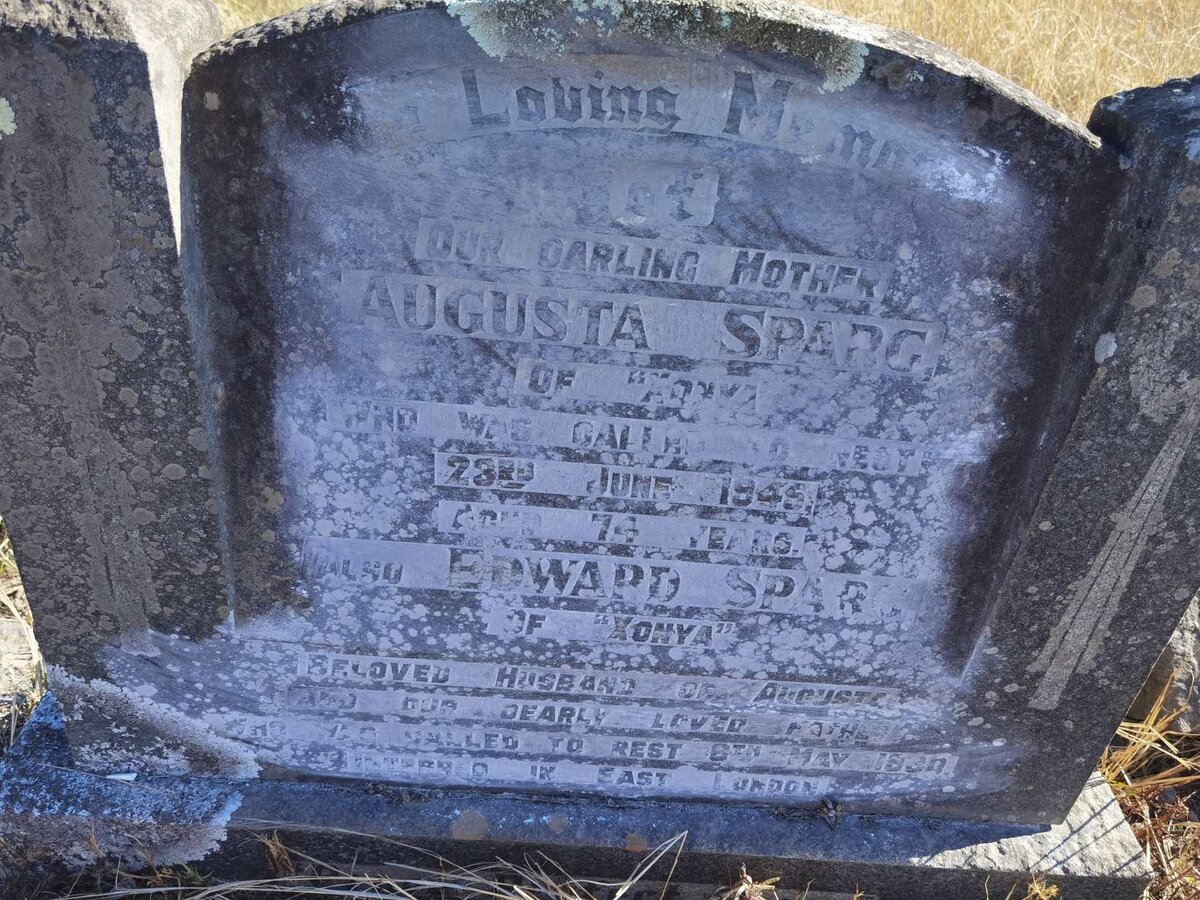 Loving
OF
OUR DARLING MOTHER
AUGUSTA SPARG
OF "XONYA
WHO WAS CALLED TO REST
23RD JUNE
AGED 74 YEARS.
ALSO EDWARD SPARG
OF "XONYA"
BELOVED HUSBAND OF AUGUSTA
AND OUR DEARLY LOVED FATHER
WHO WAS CALLED TO REST 8TH MAY
INTERRED IN EAST LONDON